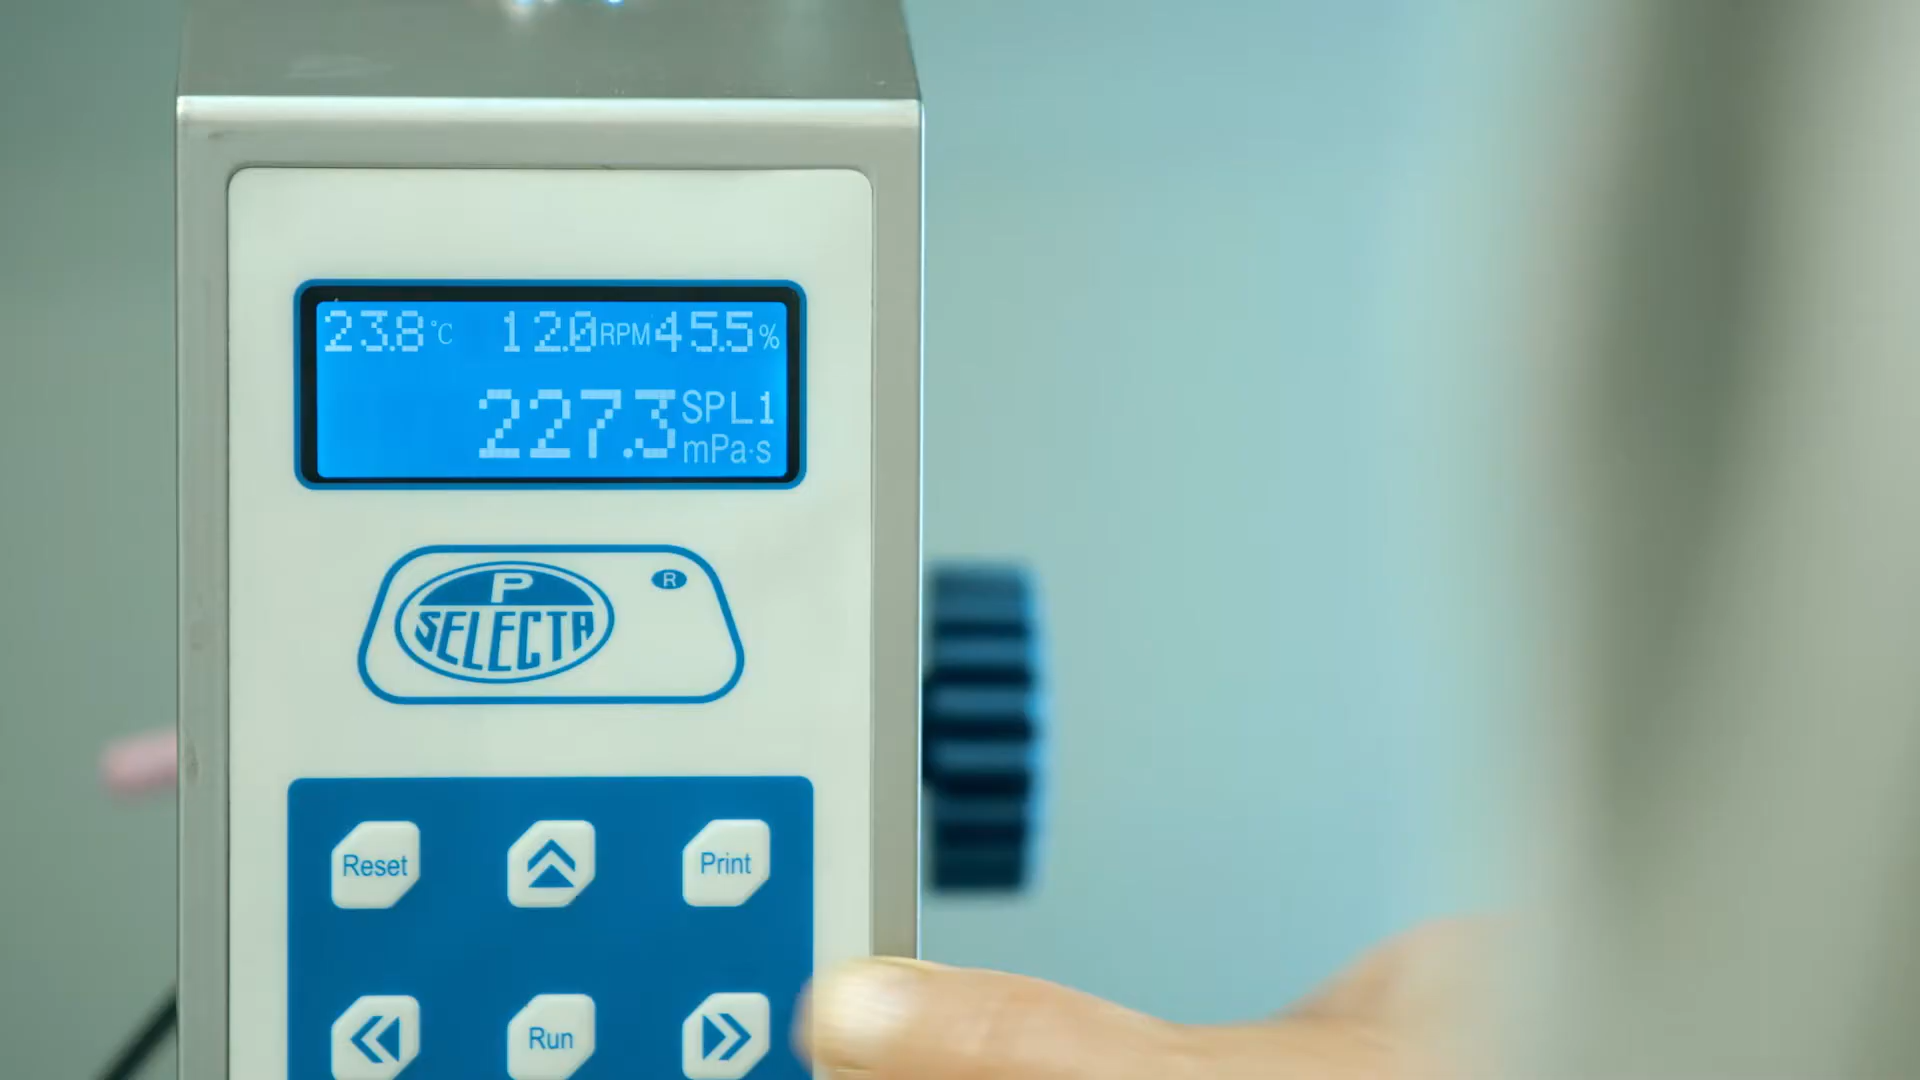 23.8°C 12.0RPM 45.5%
227.3 SPL1
mPa·s
P
SELECTA
R
Reset
Print
Run